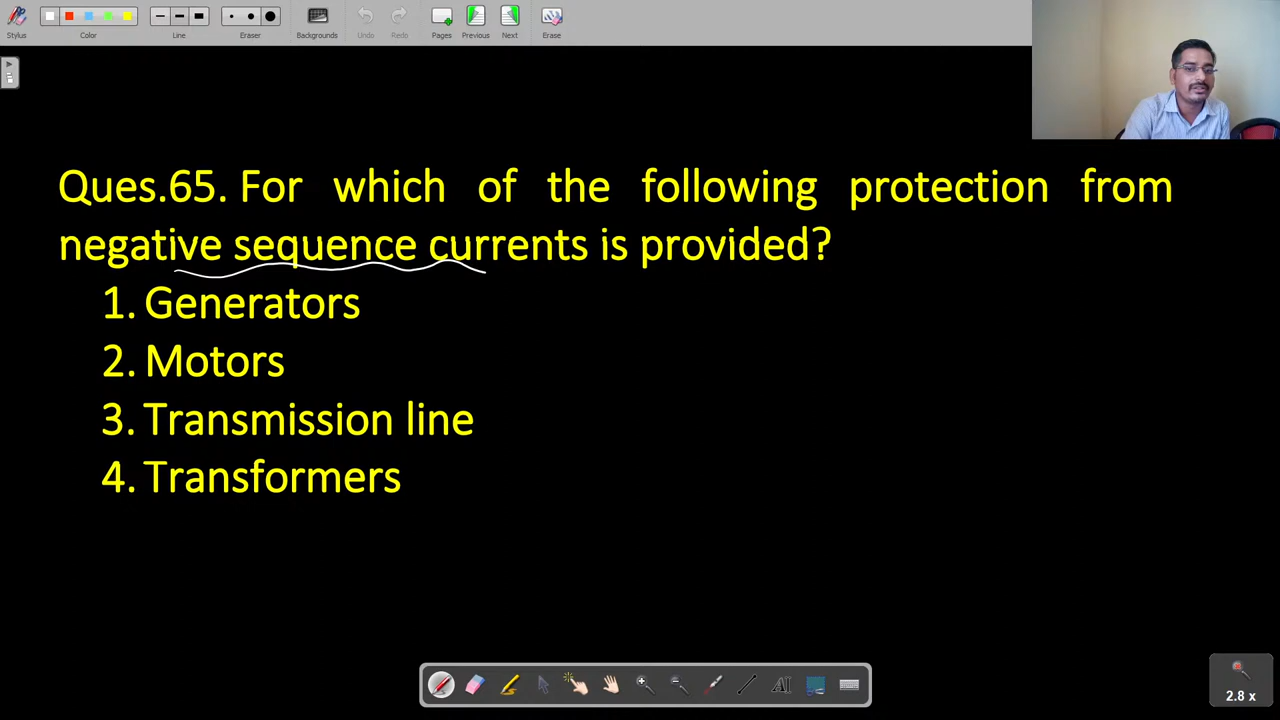 Stylus Color Line Eraser Backgrounds Undo Redo Pages Previous Next Erase
Ques.65. For which of the following protection from
negative sequence currents is provided?
1. Generators
2. Motors
3. Transmission line
4. Transformers
AI
2.8 x